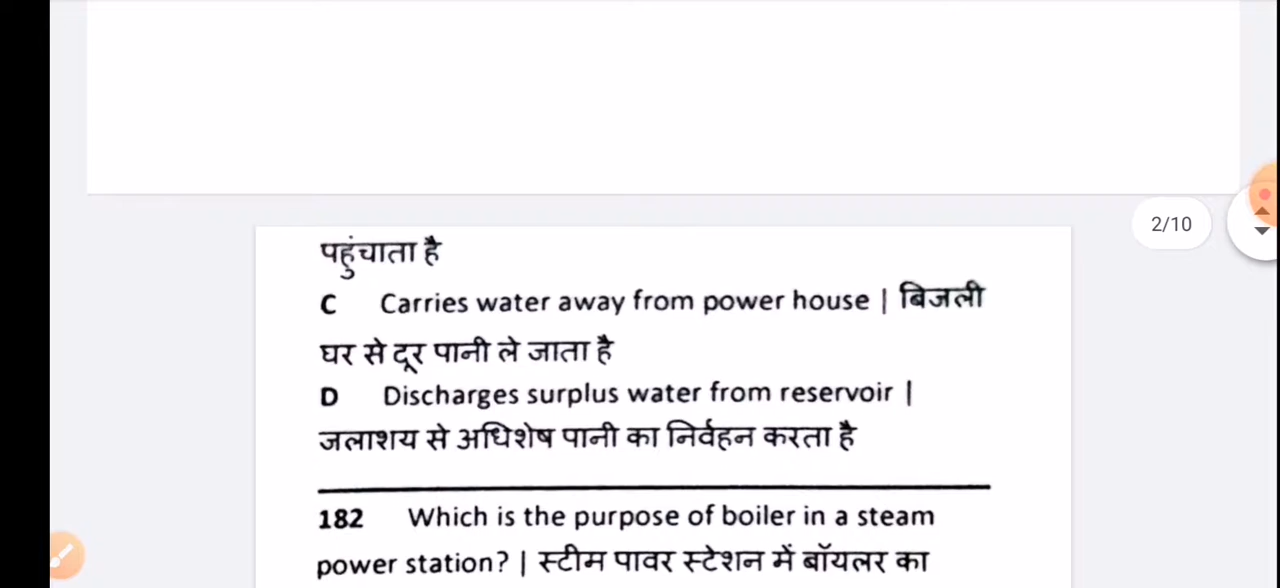 पहुंचाता है
C Carries water away from power house | बिजली
घर से दूर पानी ले जाता है
D Discharges surplus water from reservoir |
जलाशय से अधिशेष पानी का निर्वहन करता है
182 Which is the purpose of boiler in a steam
power station? | स्टीम पावर स्टेशन में बॉयलर का
2/10